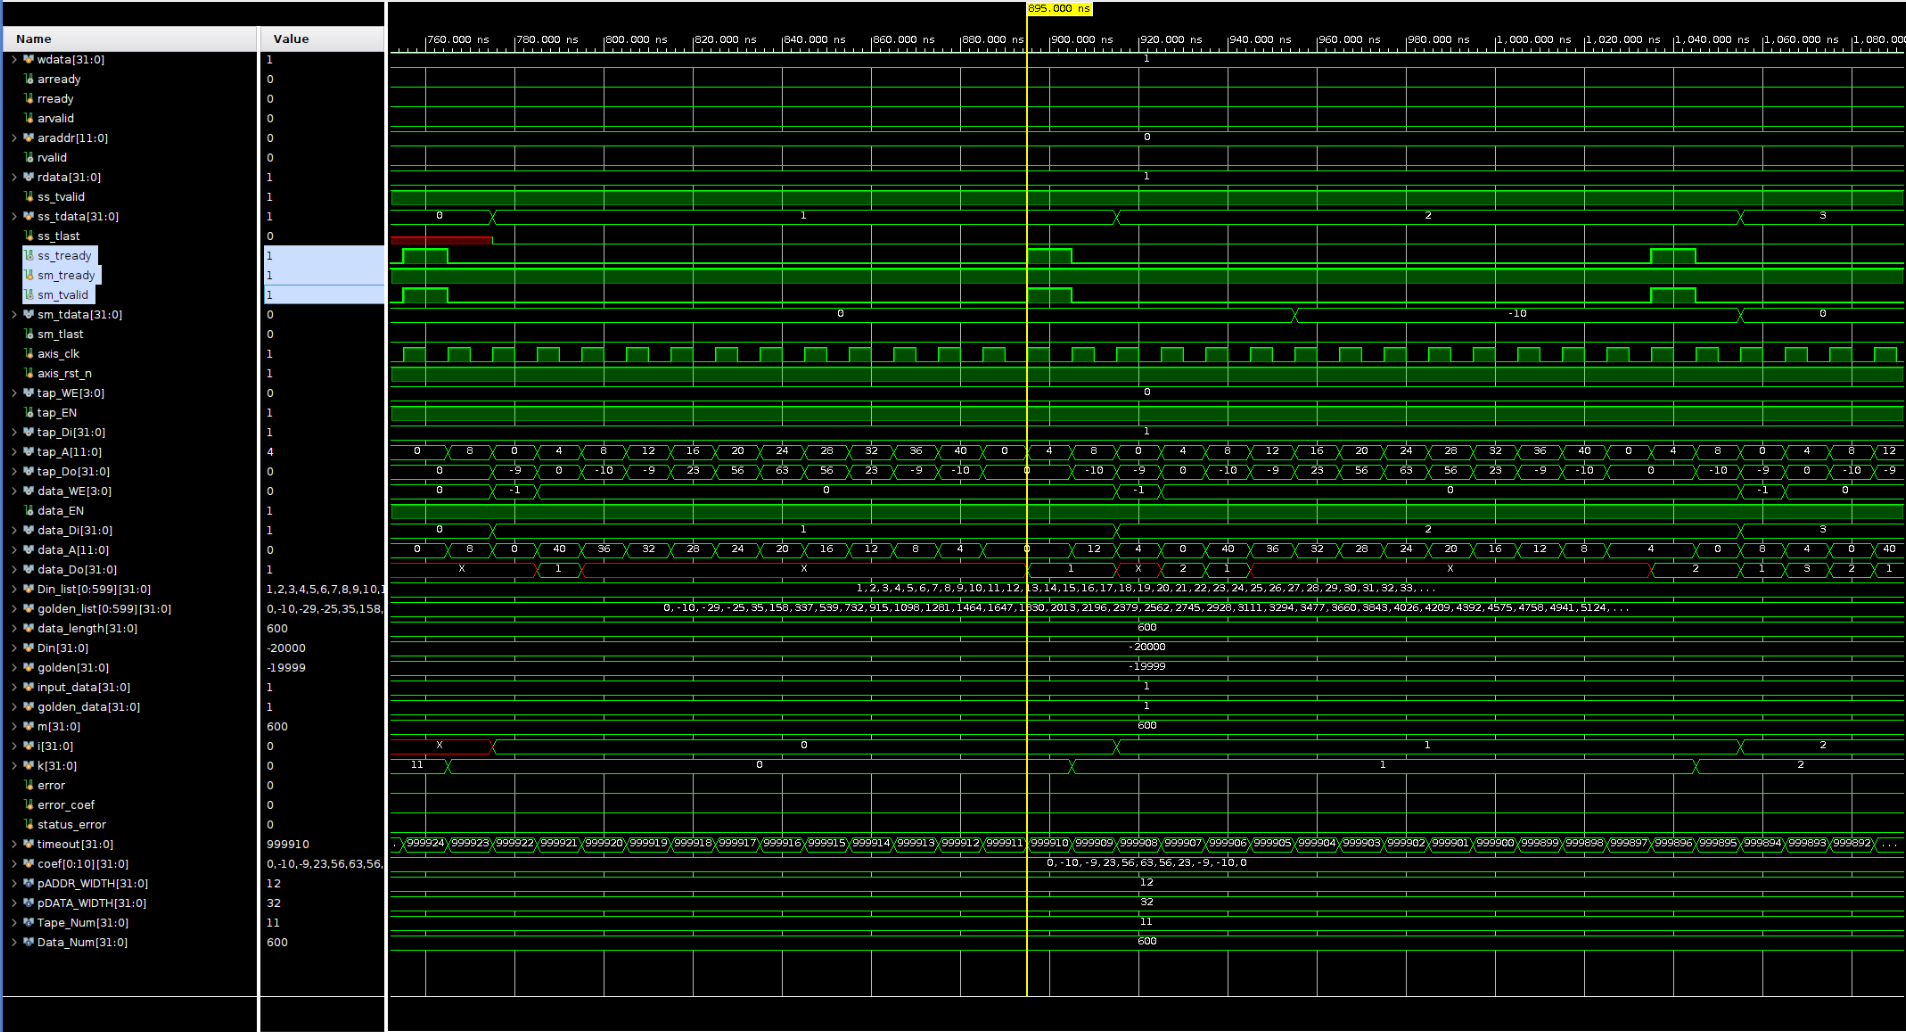 895.000 ns
Name Value
760.000 ns 780.000 ns 800.000 ns 820.000 ns 840.000 ns 860.000 ns 880.000 ns 900.000 ns 920.000 ns 940.000 ns 960.000 ns 980.000 ns 1,000.000 ns 1,020.000 ns 1,040.000 ns 1,060.000 ns 1,080.000
wdata[31:0] 1 1
arready 0
rready 0
arvalid 0
araddr[11:0] 0 0
rvalid 0
rdata[31:0] 1 1
ss_tvalid 1
ss_tdata[31:0] 1 0 1 2 3
ss_tlast 0
ss_tready 1
sm_tready 1
sm_tvalid 1
sm_tdata[31:0] 0 0 -10 0
sm_tlast 0
axis_clk 1
axis_rst_n 1
tap_WE[3:0] 0 0
tap_EN 1
tap_Di[31:0] 1 1
tap_A[11:0] 4 0 8 0 4 8 12 16 20 24 28 32 36 40 0 4 8 0 4 8 12 16 20 24 28 32 36 40 0 4 8 0 4 8 12
tap_Do[31:0] 0 0 -9 0 -10 -9 23 56 63 56 23 -9 -10 0 -10 -9 0 -10 -9 23 56 63 56 23 -9 -10 0 -10 -9 0 -10 -9
data_WE[3:0] 0 0 -1 0 -1 0 -1 0
data_EN 1
data_Di[31:0] 1 0 1 2 3
data_A[11:0] 0 0 8 0 40 36 32 28 24 20 16 12 8 4 0 12 4 0 40 36 32 28 24 20 16 12 8 4 0 8 4 0 40
data_Do[31:0] 1 X 1 X 1 X 2 1 X 2 1 3 2 1
Din_list[0:599][31:0] 1,2,3,4,5,6,7,8,9,10,1 1,2,3,4,5,6,7,8,9,10,11,12,13,14,15,16,17,18,19,20,21,22,23,24,25,26,27,28,29,30,31,32,33,...
golden_list[0:599][31:0] 0,-10,-29,-25,35,158, 0,-10,-29,-25,35,158,337,539,732,915,1098,1281,1464,1647,1830,2013,2196,2379,2562,2745,2928,3111,3294,3477,3660,3843,4026,4209,4392,4575,4758,4941,5124,...
data_length[31:0] 600 600
Din[31:0] -20000 -20000
golden[31:0] -19999 -19999
input_data[31:0] 1 1
golden_data[31:0] 1 1
m[31:0] 600 600
i[31:0] 0 X 0 1 2
k[31:0] 0 11 0 1 2
error 0
error_coef 0
status_error 0
timeout[31:0] 999910 . 999924 999923 999922 999921 999920 999919 999918 999917 999916 999915 999914 999913 999912 999911 999910 999909 999908 999907 999906 999905 999904 999903 999902 999901 999900 999899 999898 999897 999896 999895 999894 999893 999892 ...
coef[0:10][31:0] 0,-10,-9,23,56,63,56, 0,-10,-9,23,56,63,56,23,-9,-10,0
pADDR_WIDTH[31:0] 12 12
pDATA_WIDTH[31:0] 32 32
Tape_Num[31:0] 11 11
Data_Num[31:0] 600 600